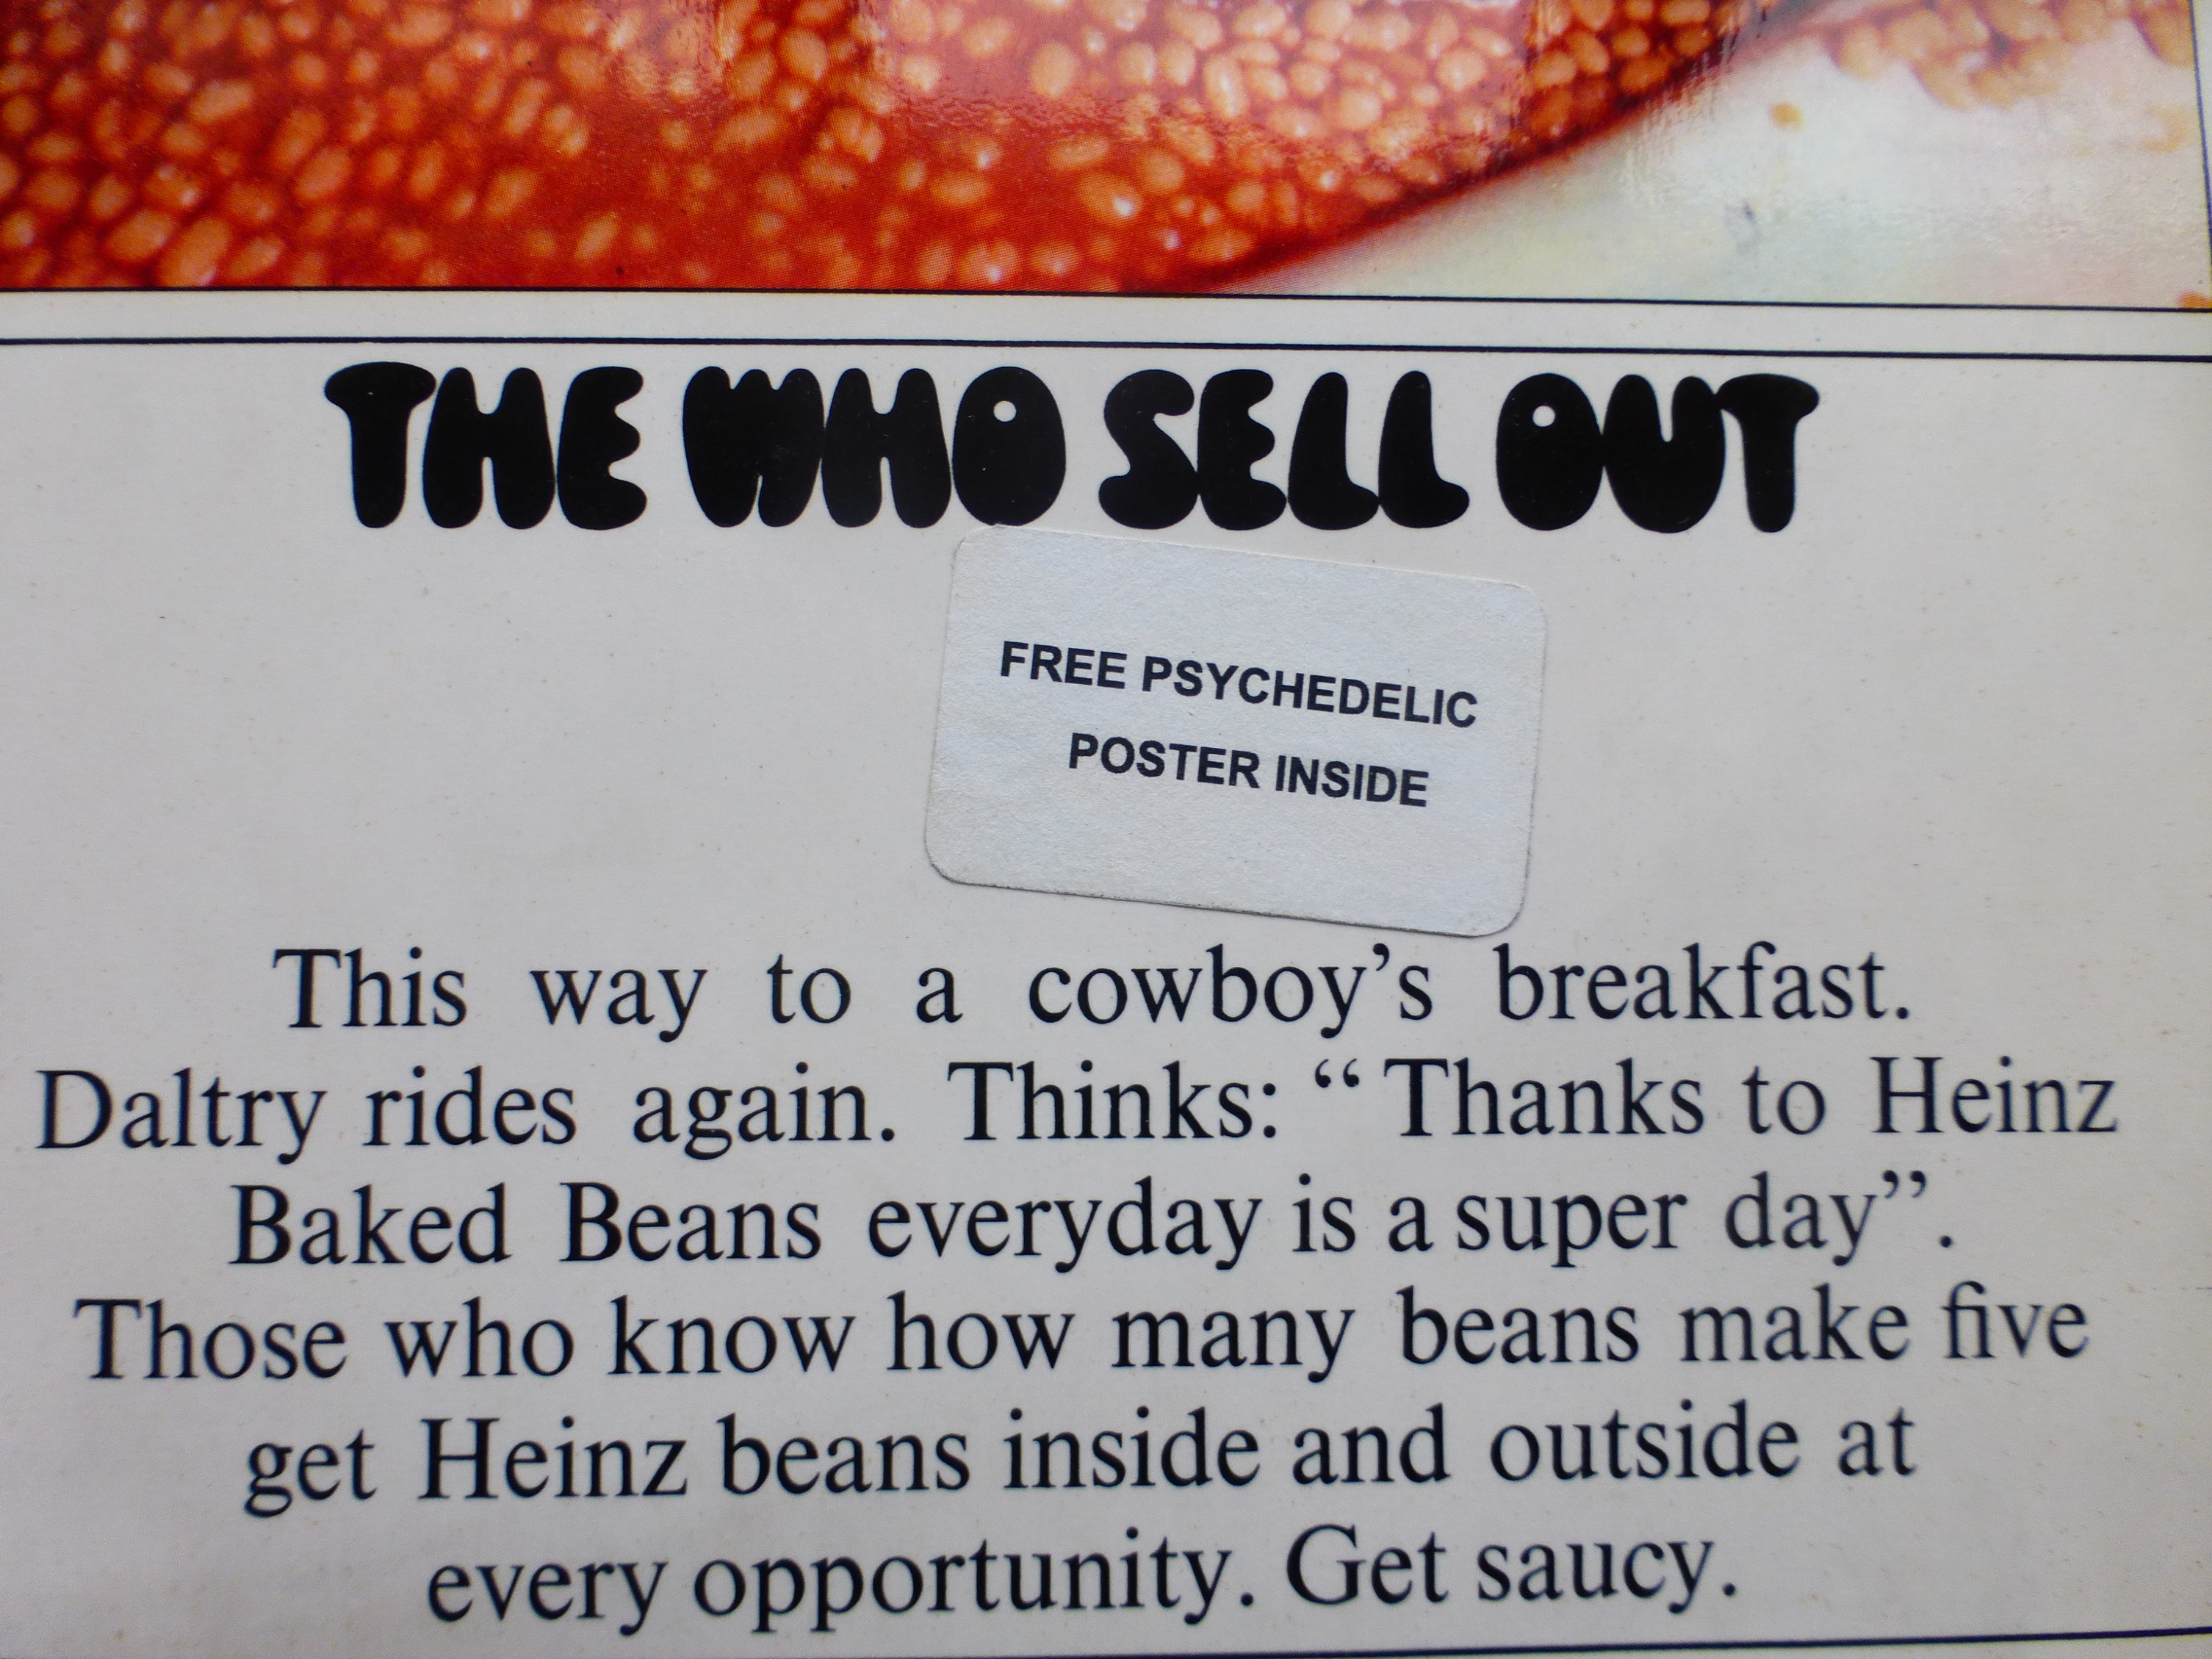 THE WHO SELL OUT
FREE PSYCHEDELIC
POSTER INSIDE
This way to a cowboy’s breakfast.
Daltry rides again. Thinks: “Thanks to Heinz
Baked Beans everyday is a super day”.
Those who know how many beans make five
get Heinz beans inside and outside at
every opportunity. Get saucy.